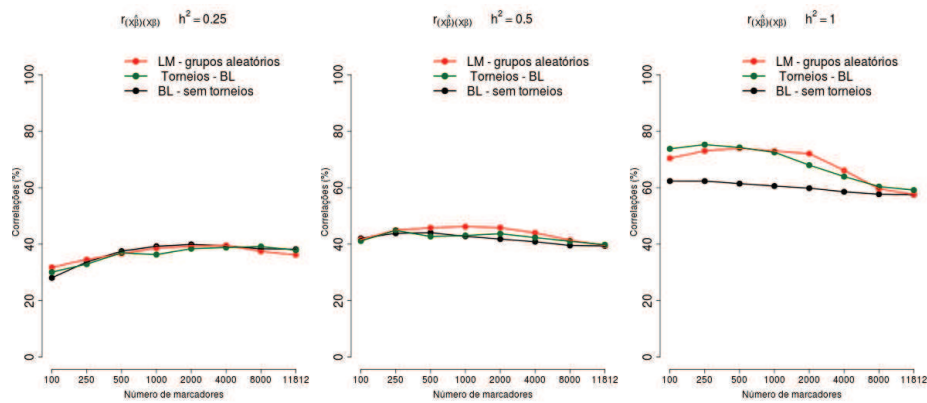 r(Xβ̂)(Xβ) h² = 0.25
LM - grupos aleatórios
Torneios - BL
BL - sem torneios
Correlações (%)
100
80
60
40
20
0
100 250 500 1000 2000 4000 8000 11812
Número de marcadores
r(Xβ̂)(Xβ) h² = 0.5
LM - grupos aleatórios
Torneios - BL
BL - sem torneios
Correlações (%)
100
80
60
40
20
0
100 250 500 1000 2000 4000 8000 11812
Número de marcadores
r(Xβ̂)(Xβ) h² = 1
LM - grupos aleatórios
Torneios - BL
BL - sem torneios
Correlações (%)
100
80
60
40
20
0
100 250 500 1000 2000 4000 8000 11812
Número de marcadores